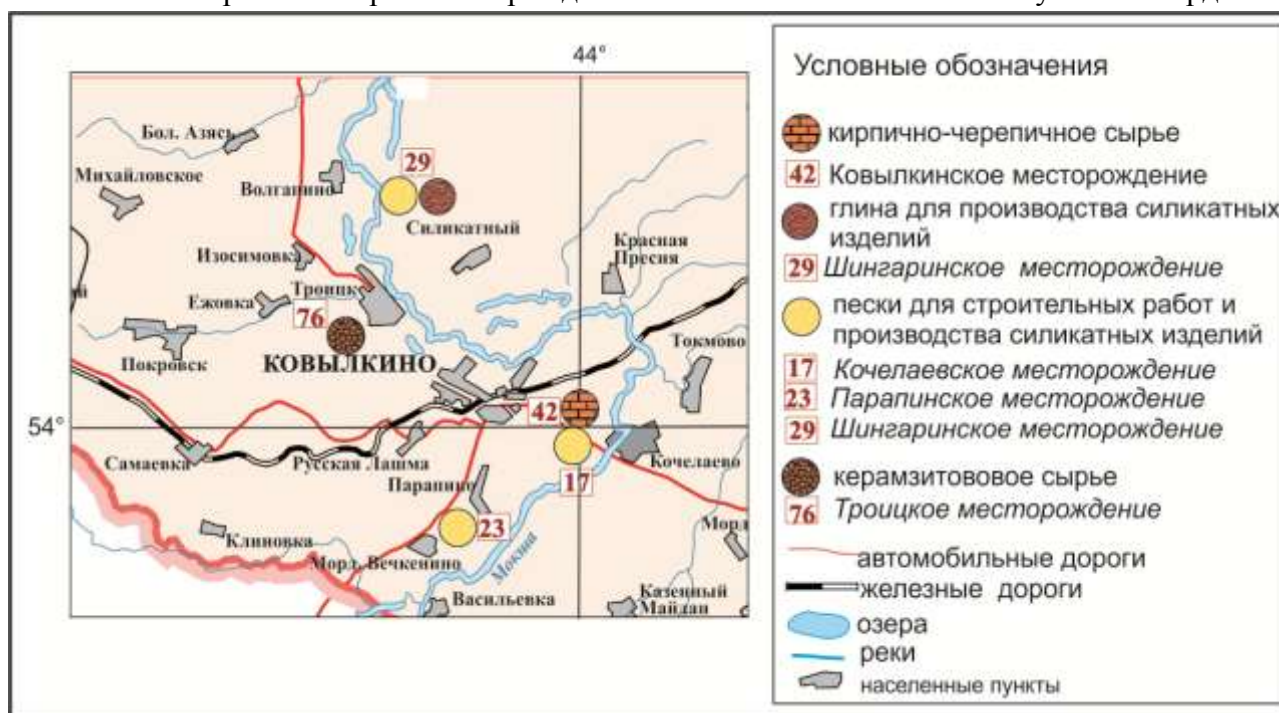 44°
Бол. Азясь
29
Михайловское
Волгапино
Силикатный
Красная
Пресня
Изосимовка
Троицк
Ежовка
76
Токмово
Покровск
КОВЫЛКИНО
42
54°
Самаевка
Русская Лашма
Кочелаево
Парапино
17
23
Клиновка
Морд. Вечкенино
Мокша
Морд
Васильевка
Казенный
Майдан
Условные обозначения
кирпично-черепичное сырье
42 Ковылкинское месторождение
глина для производства силикатных
изделий
29 Шингаринское месторождение
пески для строительных работ и
производства силикатных изделий
17 Кочелаевское месторождение
23 Парапинское месторождение
29 Шингаринское месторождение
керамзитововое сырье
76 Троицкое месторождение
автомобильные дороги
железные дороги
озера
реки
населенные пункты